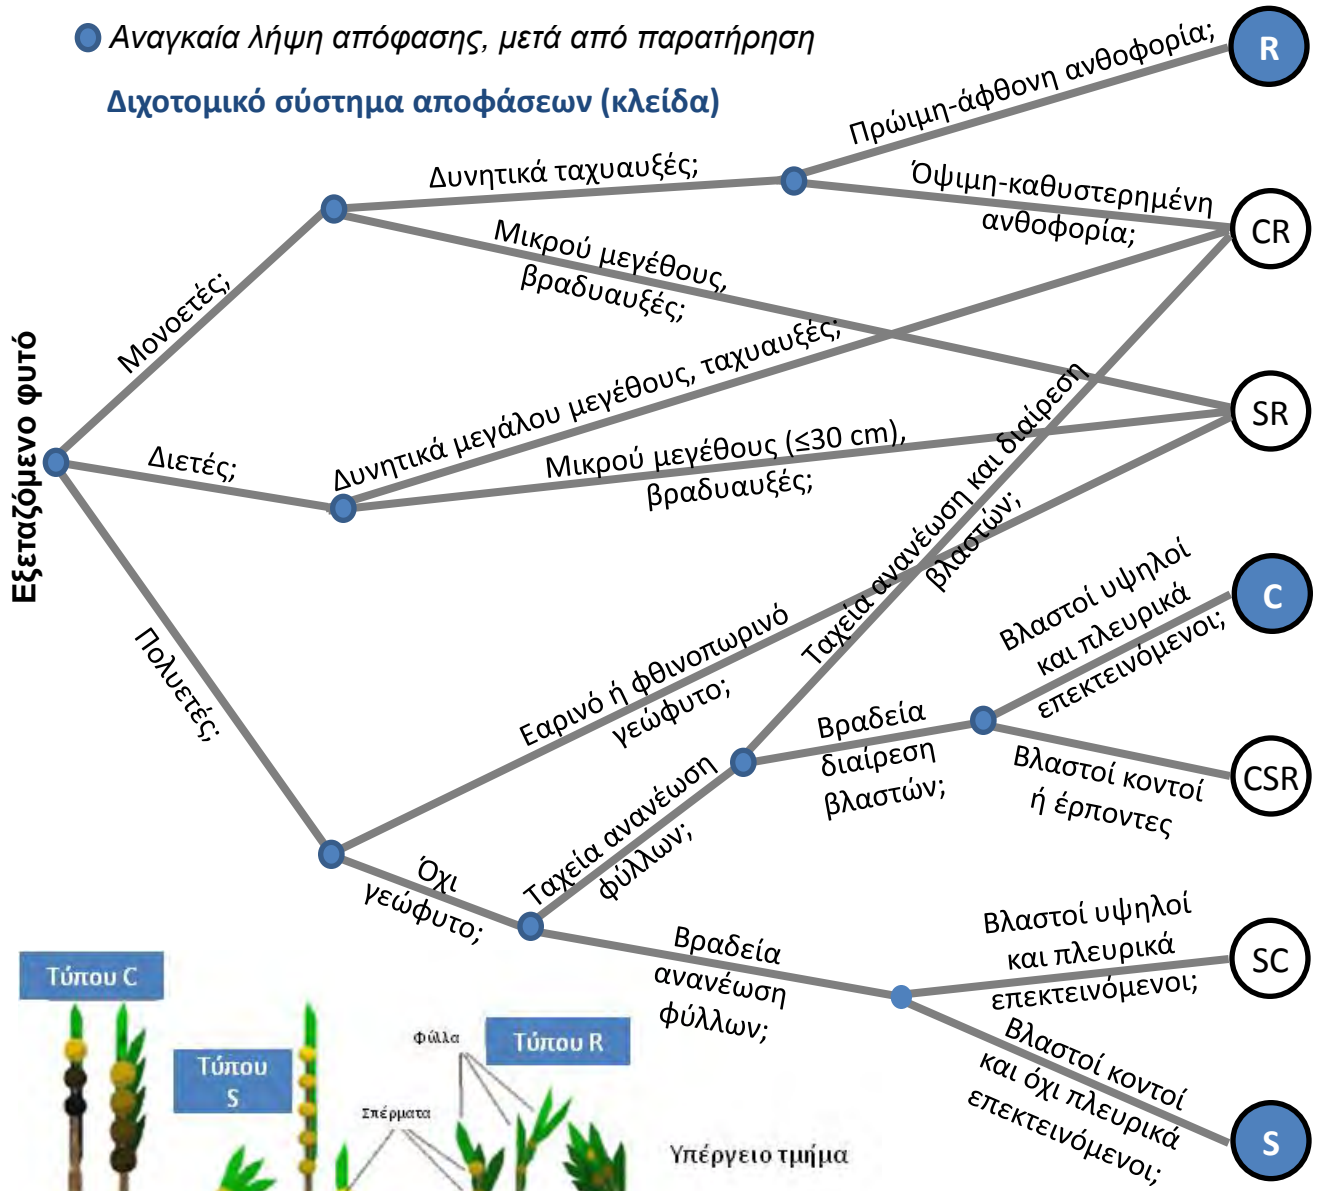 Αναγκαία λήψη απόφασης, μετά από παρατήρηση
Διχοτομικό σύστημα αποφάσεων (κλείδα)
Εξεταζόμενο φυτό
Μονοετές;
Διετές;
Πολυετές;
Δυνητικά ταχυαυξές;
Μικρού μεγέθους,
βραδυαυξές;
Πρώιμη-άφθονη ανθοφορία;
Όψιμη-καθυστερημένη
ανθοφορία;
Δυνητικά μεγάλου μεγέθους, ταχυαυξές;
Μικρού μεγέθους (≤30 cm),
βραδυαυξές;
Εαρινό ή φθινοπωρινό
γεώφυτο;
Όχι
γεώφυτο;
Ταχεία ανανέωση
φύλλων;
Βραδεία
ανανέωση
φύλλων;
Ταχεία ανανέωση και διαίρεση
βλαστών;
Βραδεία
διαίρεση
βλαστών;
Βλαστοί υψηλοί
και πλευρικά
επεκτεινόμενοι;
Βλαστοί κοντοί
ή έρποντες
Βλαστοί υψηλοί
και πλευρικά
επεκτεινόμενοι;
Βλαστοί κοντοί
και όχι πλευρικά
επεκτεινόμενοι;
R
CR
SR
C
CSR
SC
S
Τύπου C
Τύπου
S
Τύπου R
Φύλλα
Σπέρματα
Υπέργειο τμήμα